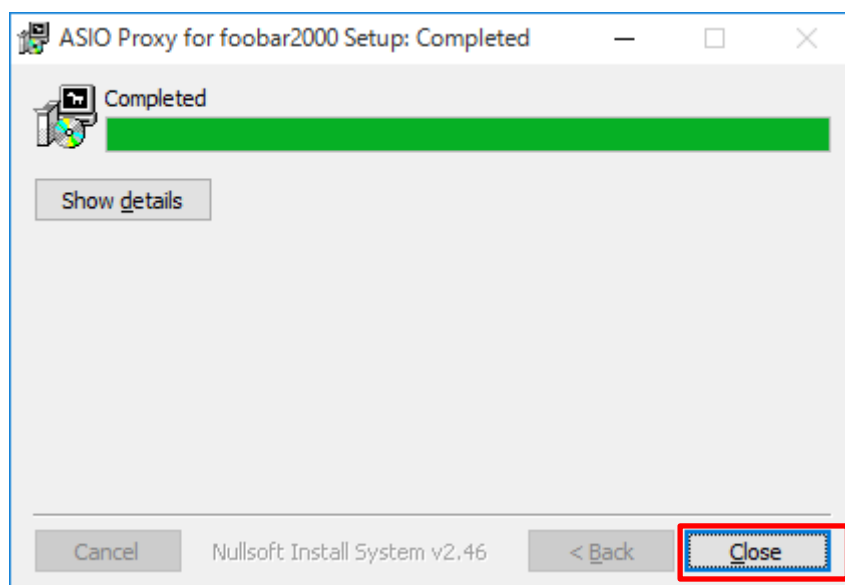 ASIO Proxy for foobar2000 Setup: Completed
Completed
Show details
Cancel Nullsoft Install System v2.46 < Back Close